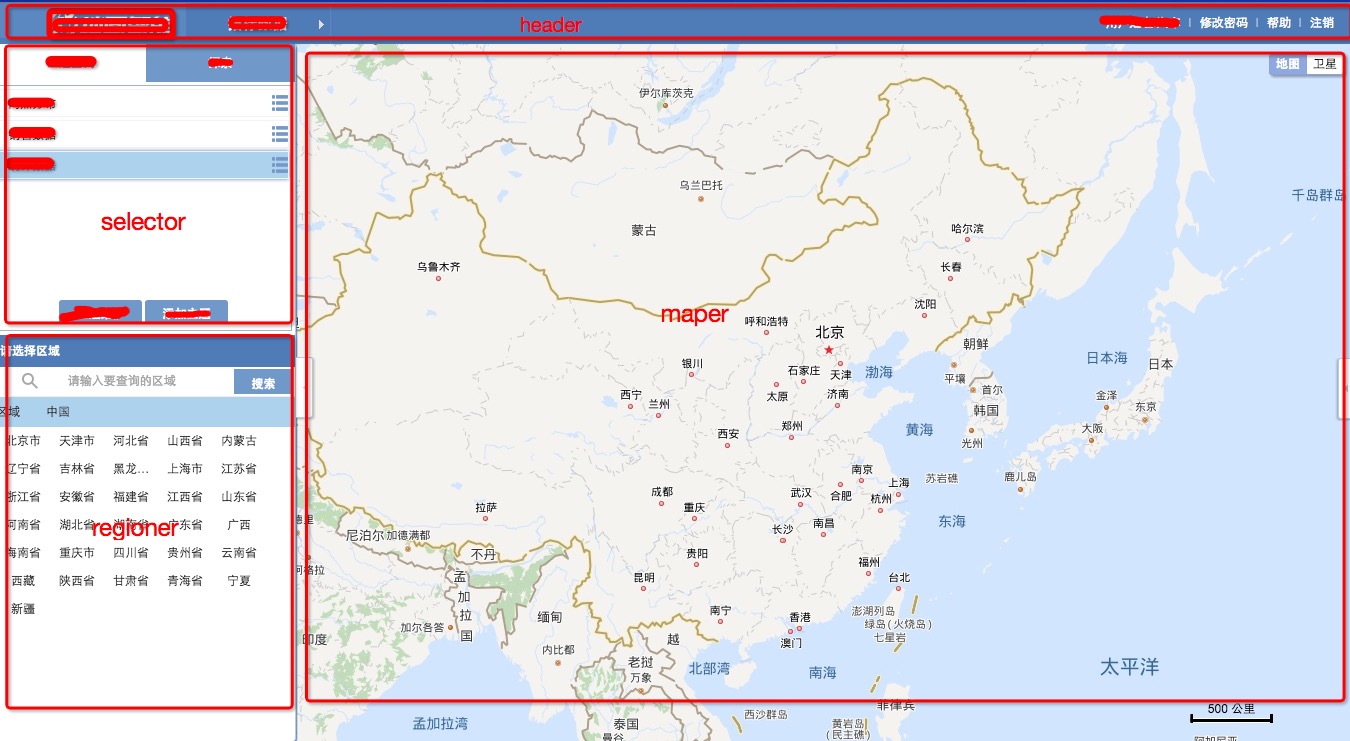 header
修改密码 帮助 注销
地图 卫星
selector
请选择区域
请输入要查询的区域 搜索
区域 中国
北京市 天津市 河北省 山西省 内蒙古
辽宁省 吉林省 黑龙... 上海市 江苏省
浙江省 安徽省 福建省 江西省 山东省
河南省 湖北省 湖南省 广东省 广西
海南省 重庆市 四川省 贵州省 云南省
西藏 陕西省 甘肃省 青海省 宁夏
新疆
regioner
maper
伊尔库茨克
乌兰巴托
千岛群岛
蒙古
哈尔滨
乌鲁木齐
长春
沈阳
呼和浩特
北京
朝鲜
日本海
日本
银川
石家庄
天津
渤海
平壤
首尔
西宁
兰州
太原
济南
金泽
东京
韩国
西安
郑州
黄海
光州
大阪
成都
重庆
武汉
南京
合肥
上海
杭州
苏岩礁
鹿儿岛
拉萨
长沙
南昌
东海
尼泊尔
加德满都
不丹
贵阳
福州
昆明
台北
孟加拉国
南宁
香港
澳门
澎湖列岛
绿岛(火烧岛)
七星岩
加尔各答
缅甸
印度
越
内比都
老挝
万象
北部湾
南海
太平洋
孟加拉湾
泰国
曼谷
西沙群岛
黄岩岛
(民主礁)
菲律宾
500 公里